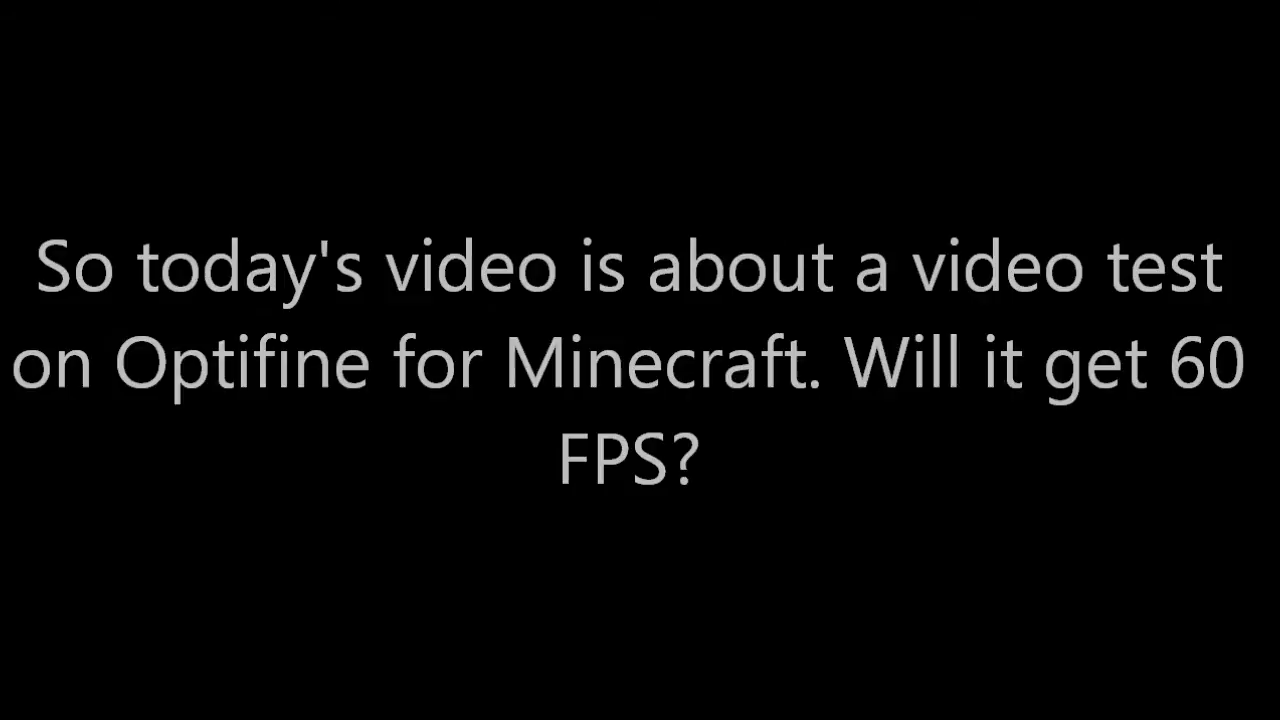 So today's video is about a video test
on Optifine for Minecraft. Will it get 60
FPS?